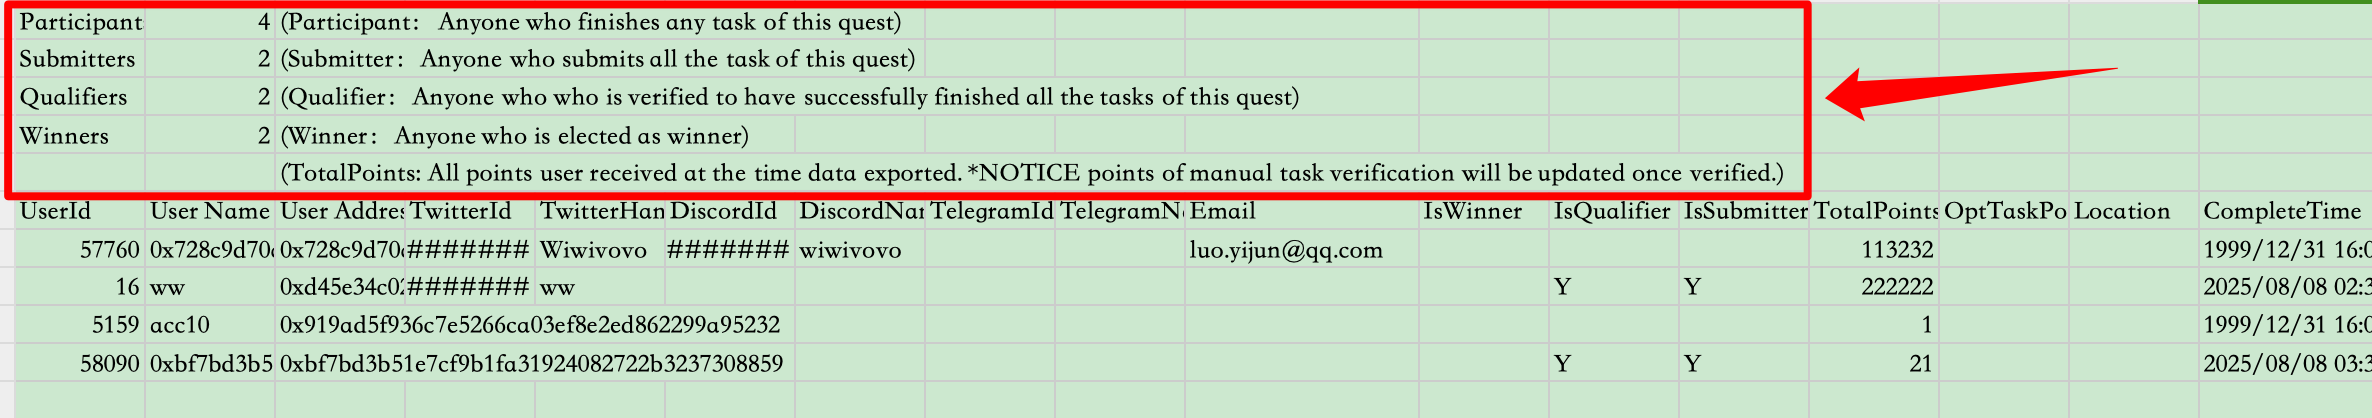 Participant 4 (Participant: Anyone who finishes any task of this quest)
Submitters 2 (Submitter: Anyone who submits all the task of this quest)
Qualifiers 2 (Qualifier: Anyone who who is verified to have successfully finished all the tasks of this quest)
Winners 2 (Winner: Anyone who is elected as winner)
(TotalPoints: All points user received at the time data exported. *NOTICE points of manual task verification will be updated once verified.)
UserId User Name User Addres TwitterId TwitterHan DiscordId DiscordNar TelegramId TelegramN Email IsWinner IsQualifier IsSubmitter TotalPoints OptTaskPo Location CompleteTime
57760 0x728c9d70 0x728c9d70 ####### Wiwivovo ####### wiwivovo luo.yijun@qq.com 113232 1999/12/31 16:0
16 ww 0xd45e34c02 ####### ww Y Y 222222 2025/08/08 02:3
5159 acc10 0x919ad5f936c7e5266ca03ef8e2ed862299a95232 1 1999/12/31 16:0
58090 0xbf7bd3b5 0xbf7bd3b51e7cf9b1fa31924082722b3237308859 Y Y 21 2025/08/08 03:3